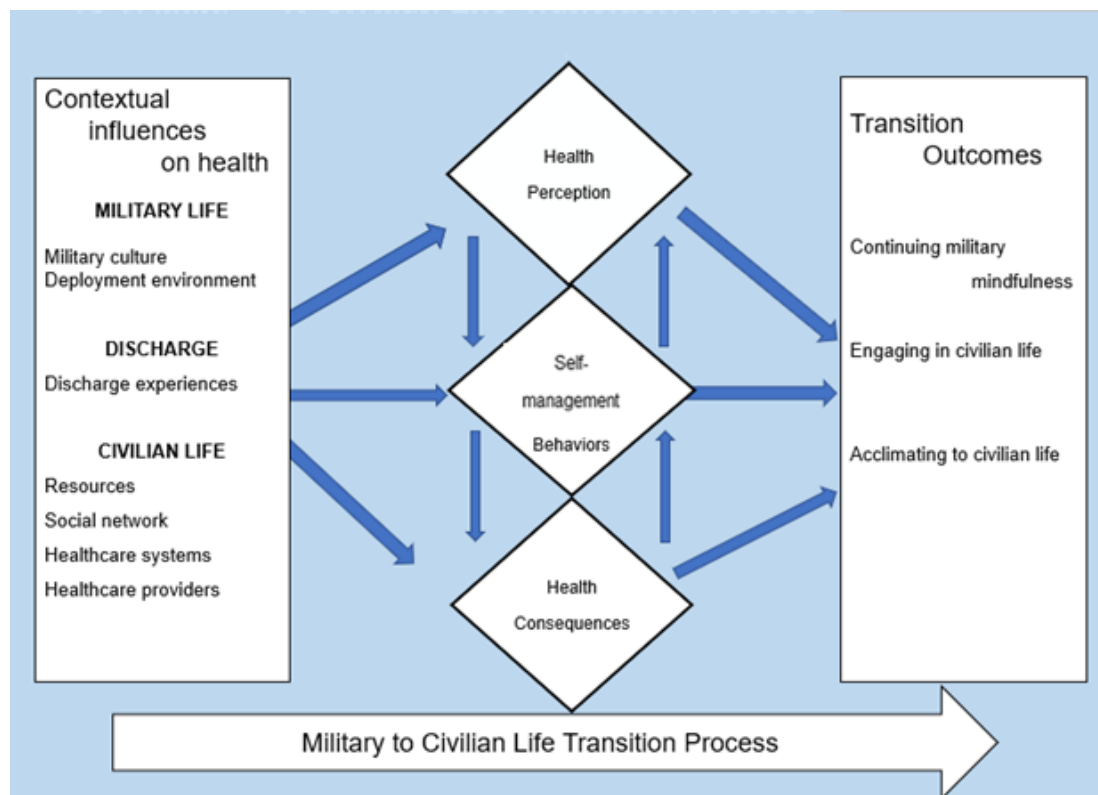 Contextual
influences
on health
MILITARY LIFE
Military culture
Deployment environment
DISCHARGE
Discharge experiences
CIVILIAN LIFE
Resources
Social network
Healthcare systems
Healthcare providers
Health
Perception
Self-
management
Behaviors
Health
Consequences
Transition
Outcomes
Continuing military
mindfulness
Engaging in civilian life
Acclimating to civilian life
Military to Civilian Life Transition Process